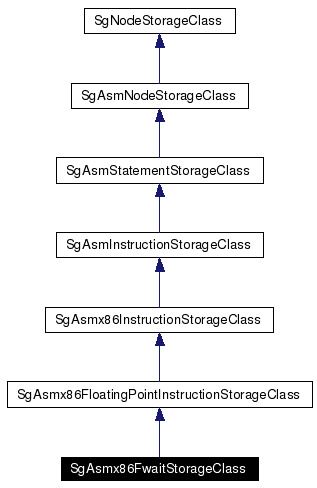 SgNodeStorageClass
SgAsmNodeStorageClass
SgAsmStatementStorageClass
SgAsmInstructionStorageClass
SgAsmx86InstructionStorageClass
SgAsmx86FloatingPointInstructionStorageClass
SgAsmx86FwaitStorageClass